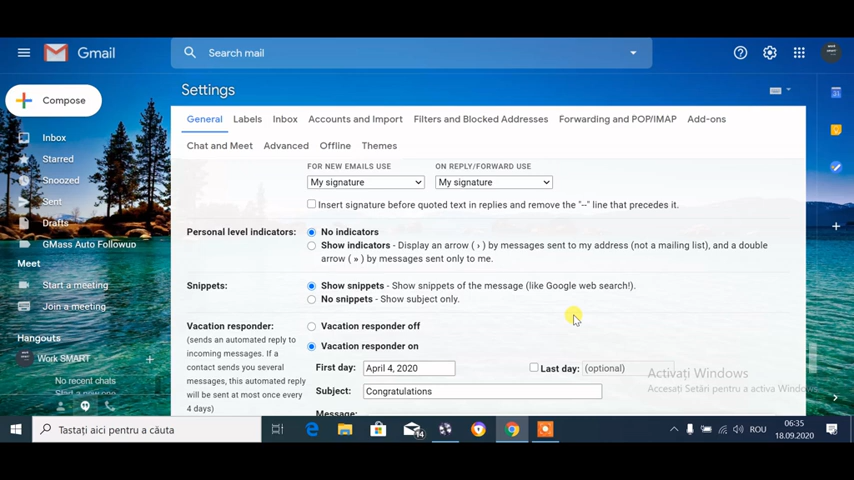 Gmail
Search mail
Settings
Compose
General Labels Inbox Accounts and Import Filters and Blocked Addresses Forwarding and POP/IMAP Add-ons
Inbox
Chat and Meet Advanced Offline Themes
Starred
FOR NEW EMAILS USE ON REPLY/FORWARD USE
Snoozed
My signature My signature
Sent
Insert signature before quoted text in replies and remove the "--" line that precedes it.
Drafts
Personal level indicators: No indicators
GMass Auto Followup
Show indicators - Display an arrow ( › ) by messages sent to my address (not a mailing list), and a double
arrow ( » ) by messages sent only to me.
Meet
Start a meeting
Snippets: Show snippets - Show snippets of the message (like Google web search!).
No snippets - Show subject only.
Join a meeting
Vacation responder: Vacation responder off
(sends an automated reply to
incoming messages. If a
contact sends you several
messages, this automated reply
will be sent at most once every
4 days)
Vacation responder on
Hangouts
Work SMART
First day: April 4, 2020 Last day: (optional)
No recent chats
Start a new one
Subject: Congratulations
Message:
Activați Windows
Accesați Setări pentru a activa Windows.
Tastați aici pentru a căuta
14
ROU
06:35
18.09.2020